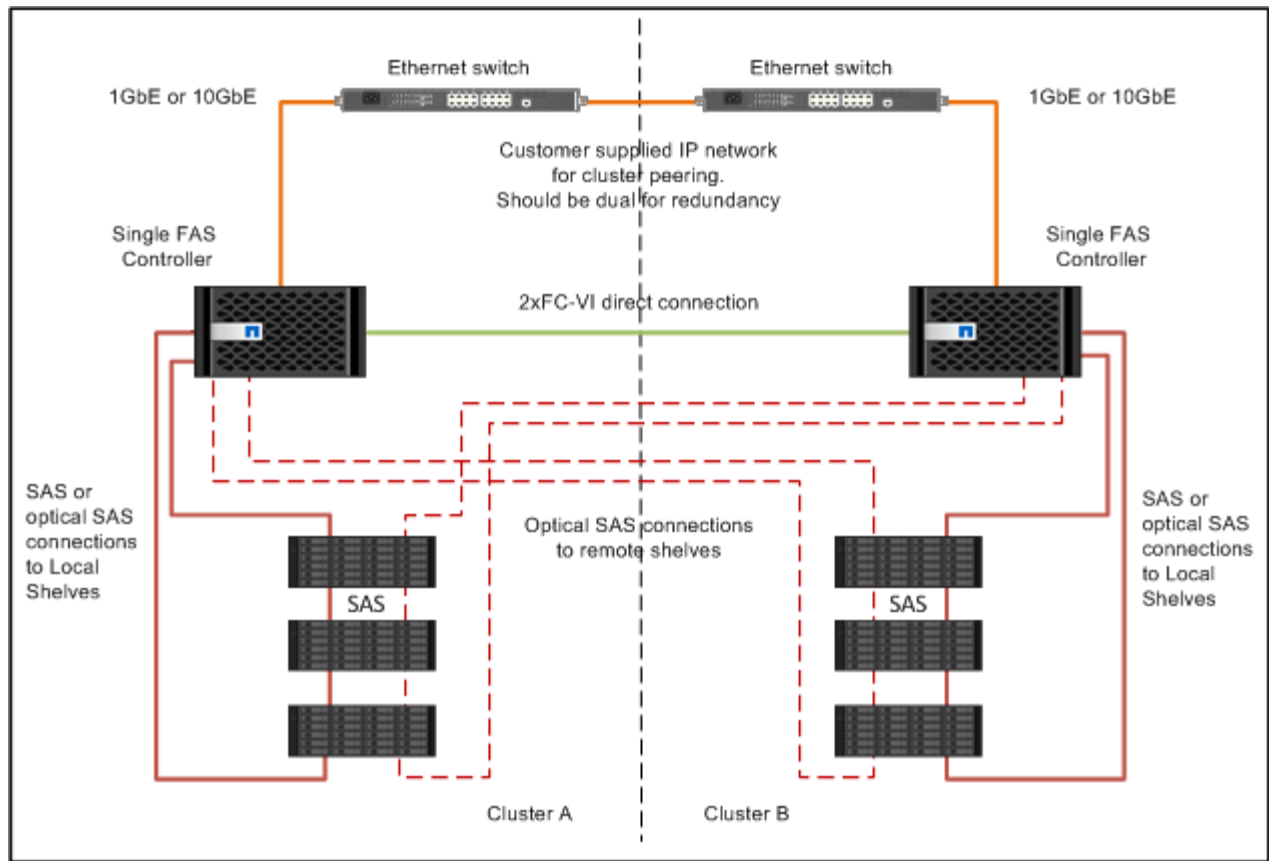 Ethernet switch
Ethernet switch
1GbE or 10GbE
1GbE or 10GbE
Customer supplied IP network
for cluster peering.
Should be dual for redundancy
Single FAS
Controller
Single FAS
Controller
2xFC-VI direct connection
SAS or
optical SAS
connections
to Local
Shelves
Optical SAS connections
to remote shelves
SAS or
optical SAS
connections
to Local
Shelves
SAS
SAS
Cluster A
Cluster B